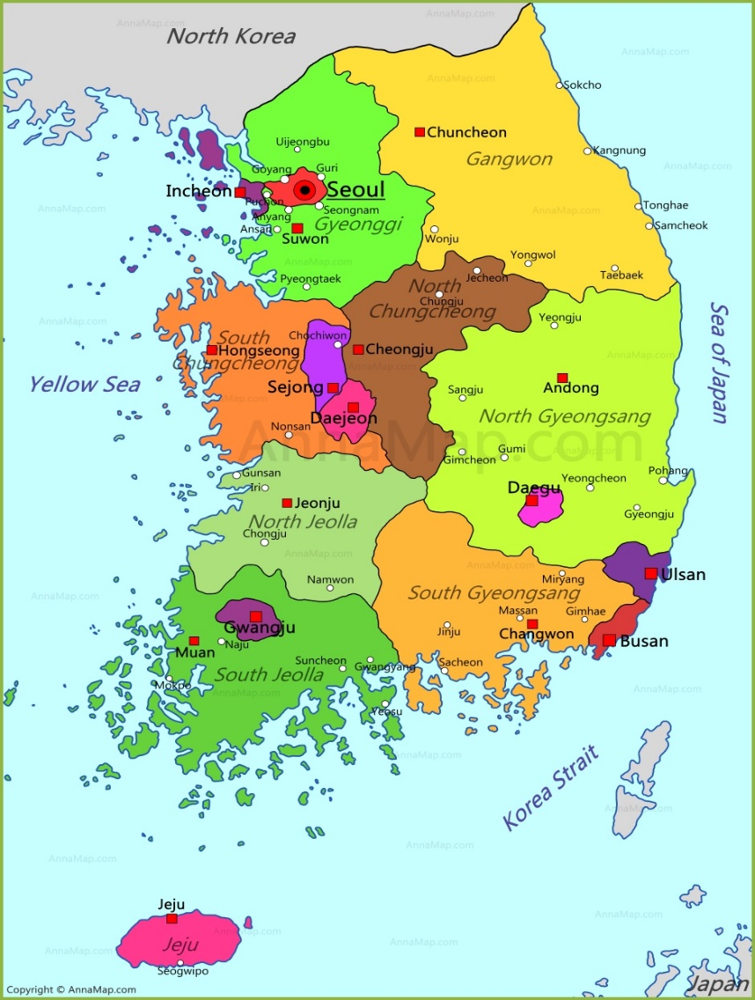 North Korea
Sokcho
Chuncheon
Uijeongbu
Kangnung
Gangwon
Goyang
Guri
Incheon
Seoul
Puchon
Tonghae
Anyang
Seongnam
Gyeonggi
Samcheok
Ansan
Suwon
Wonju
Yongwol
Pyeongtaek
Jecheon
Taebaek
North
Chungju
Chungcheong
Yeongju
Sea of Japan
South
Chochiwon
Hongseong
Cheongju
Chungcheong
Yellow Sea
Sejong
Andong
Sangju
Daejeon
North Gyeongsang
Nonsan
AnnaMap.com
Gumi
Gimcheon
Gunsan
Pohang
Iri
Daegu
Yeongcheon
Jeonju
Gyeongju
North Jeolla
Chongju
Namwon
Miryang
Ulsan
South Gyeongsang
Massan
Gimhae
Gwangju
Jinju
Changwon
Busan
Naju
Muan
Suncheon
Gwangyang
Sacheon
South Jeolla
Mokpo
Yeosu
Korea Strait
Jeju
Jeju
Seogwipo
Japan
Copyright © AnnaMap.com